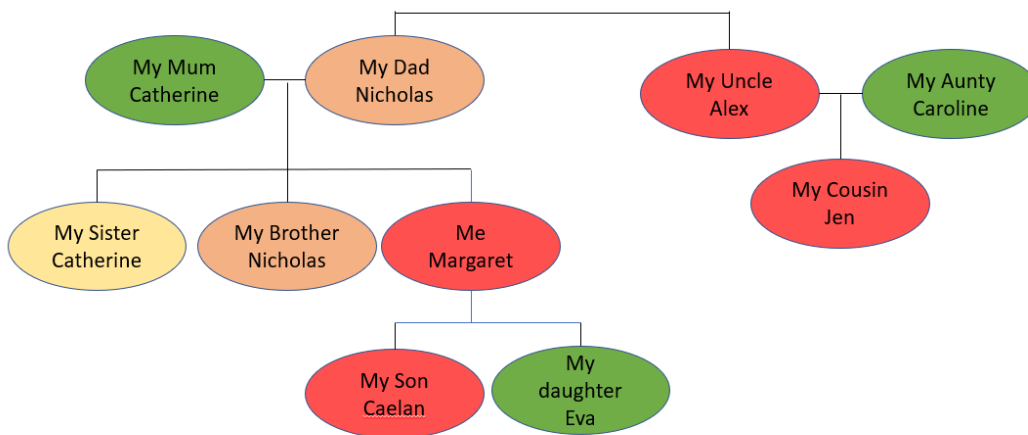 My Mum
Catherine
My Dad
Nicholas
My Uncle
Alex
My Aunty
Caroline
My Cousin
Jen
My Sister
Catherine
My Brother
Nicholas
Me
Margaret
My Son
Caelan
My
daughter
Eva